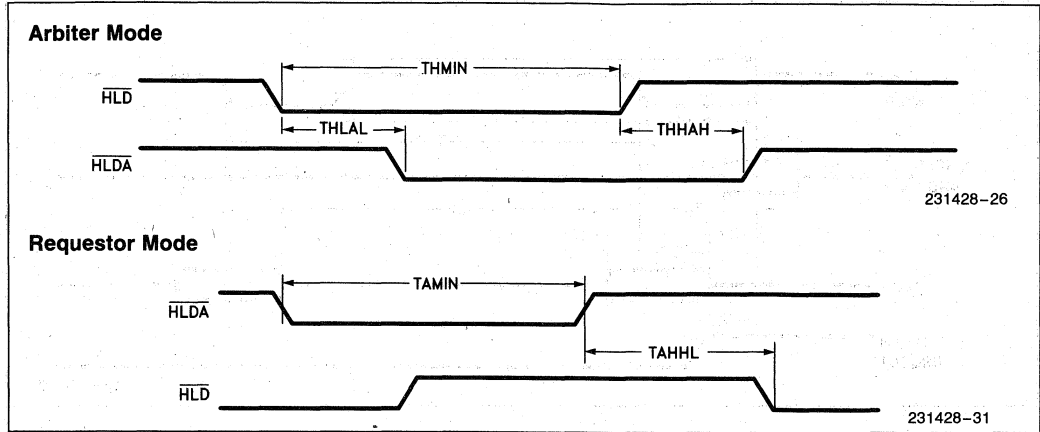 Arbiter Mode
THMIN
HLD
THLAL
THHAH
HLDA
231428-26
Requestor Mode
TAMIN
HLDA
TAHHL
HLD
231428-31